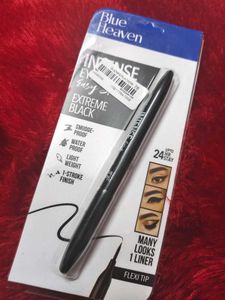 Blue
Heaven
INTENSE
EXTREME
BLACK
SMUDGE-
PROOF
WATER
PROOF
LIGHT
WEIGHT
1-STROKE
FINISH
24
MANY
LOOKS
1 LINER
FLEXI TIP